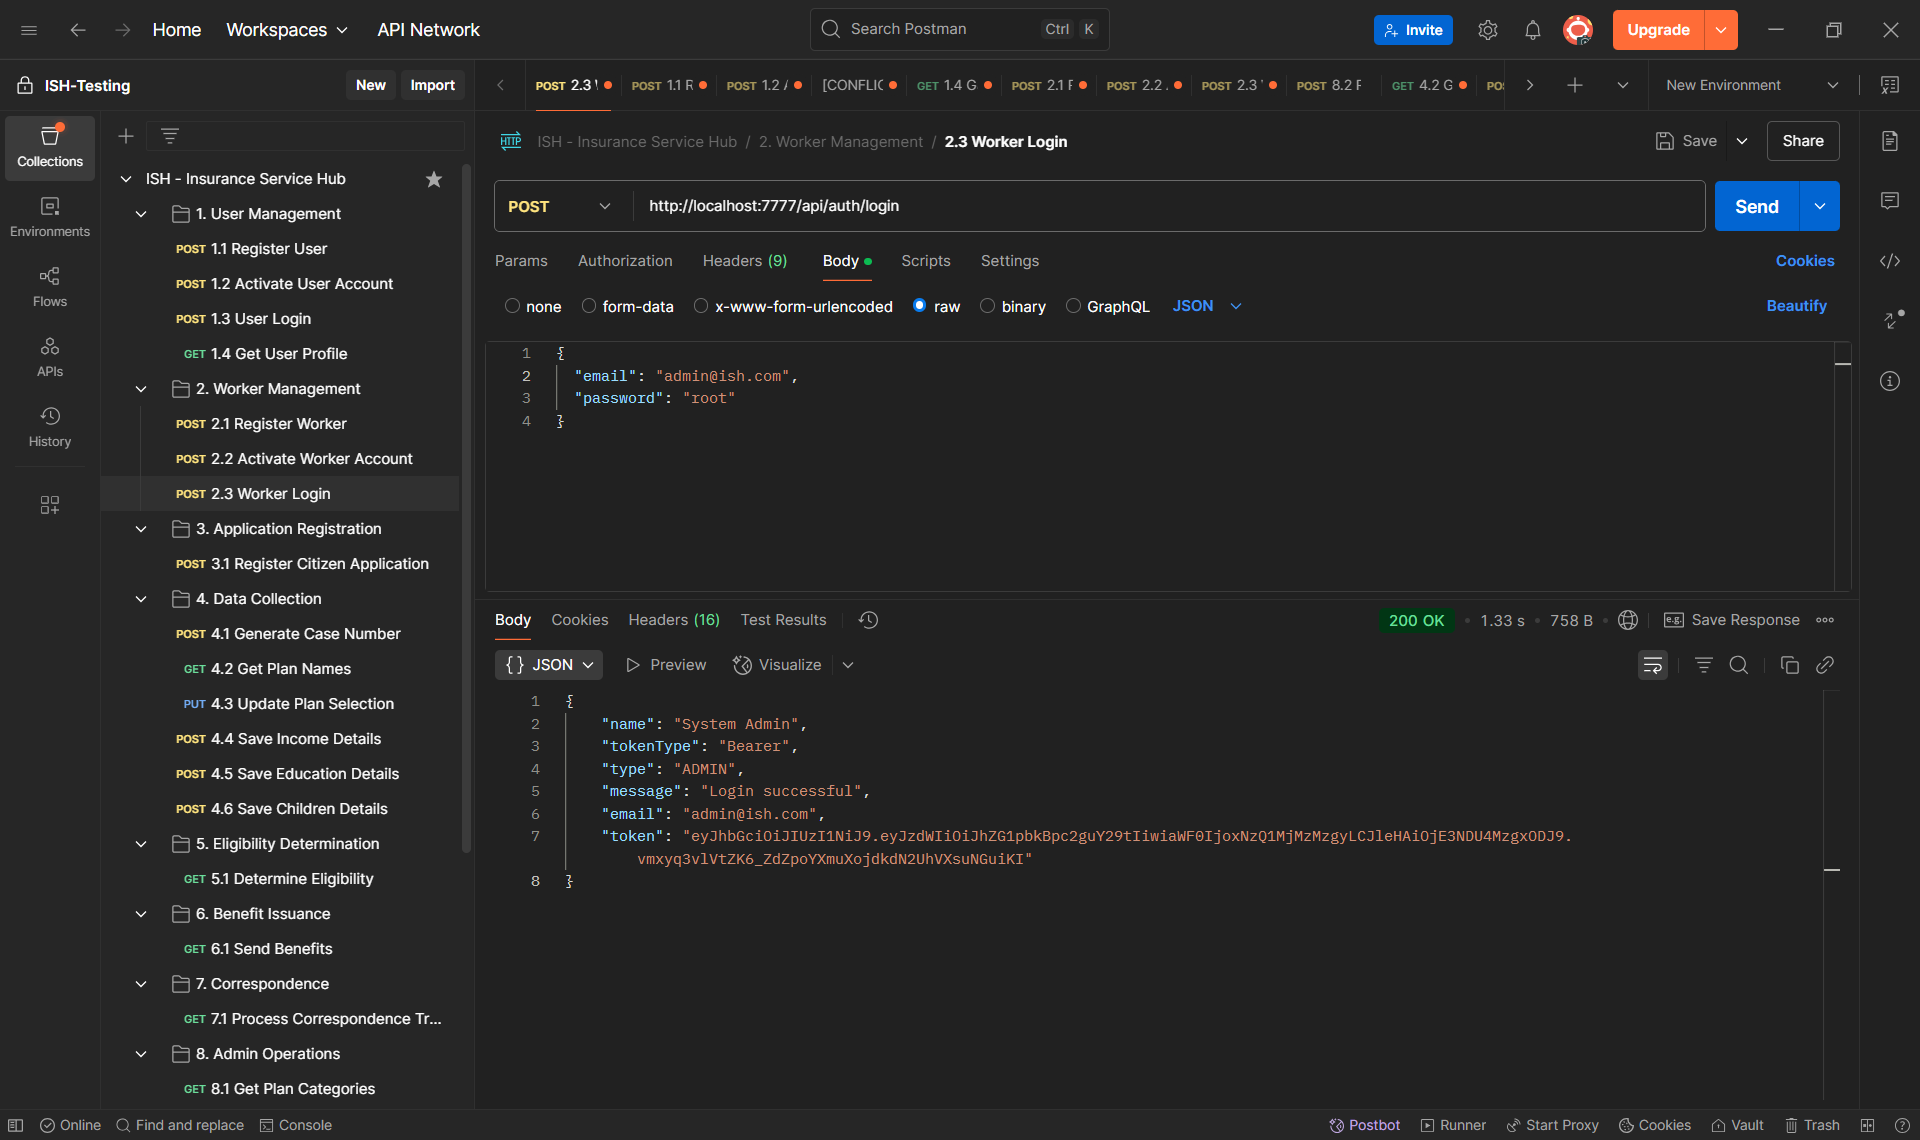 Home
Workspaces
API Network
Search Postman
Ctrl K
Invite
Upgrade
ISH-Testing
New
Import
POST 2.3
POST 1.1 R
POST 1.2
[CONFLIC
GET 1.4 G
POST 2.1
POST 2.2
POST 2.3
POST 8.2
GET 4.2 G
New Environment
Collections
Environments
Flows
APIs
History
ISH - Insurance Service Hub
1. User Management
POST 1.1 Register User
POST 1.2 Activate User Account
POST 1.3 User Login
GET 1.4 Get User Profile
2. Worker Management
POST 2.1 Register Worker
POST 2.2 Activate Worker Account
POST 2.3 Worker Login
3. Application Registration
POST 3.1 Register Citizen Application
4. Data Collection
POST 4.1 Generate Case Number
GET 4.2 Get Plan Names
PUT 4.3 Update Plan Selection
POST 4.4 Save Income Details
POST 4.5 Save Education Details
POST 4.6 Save Children Details
5. Eligibility Determination
GET 5.1 Determine Eligibility
6. Benefit Issuance
GET 6.1 Send Benefits
7. Correspondence
GET 7.1 Process Correspondence Tr...
8. Admin Operations
GET 8.1 Get Plan Categories
HTTP ISH - Insurance Service Hub / 2. Worker Management / 2.3 Worker Login
Save
Share
POST
http://localhost:7777/api/auth/login
Send
Params
Authorization
Headers (9)
Body
Scripts
Settings
Cookies
none
form-data
x-www-form-urlencoded
raw
binary
GraphQL
JSON
Beautify
1 {
2 "email": "admin@ish.com",
3 "password": "root"
4 }
Body
Cookies
Headers (16)
Test Results
200 OK • 1.33 s • 758 B
e.g. Save Response
{} JSON
Preview
Visualize
1 {
2 "name": "System Admin",
3 "tokenType": "Bearer",
4 "type": "ADMIN",
5 "message": "Login successful",
6 "email": "admin@ish.com",
7 "token": "eyJhbGciOiJIUzI1NiJ9.eyJzdWIiOiJhZG1pbkBpc2guY29tIiwiaWF0IjoxNzQ1MjMzMzgyLCJleHAiOjE3NDU4MzgxODJ9.
vmxyq3vlVtZK6_ZdZpoYXmuXojdkdN2UhVXsuNGuiKI"
8 }
Online
Find and replace
Console
Postbot
Runner
Start Proxy
Cookies
Vault
Trash